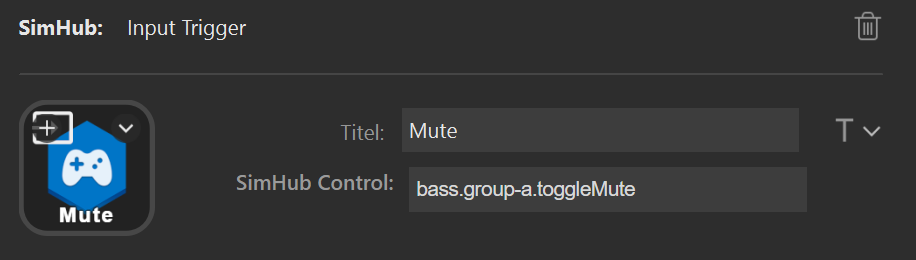 SimHub: Input Trigger
Titel: Mute
T
SimHub Control: bass.group-a.toggleMute
Mute